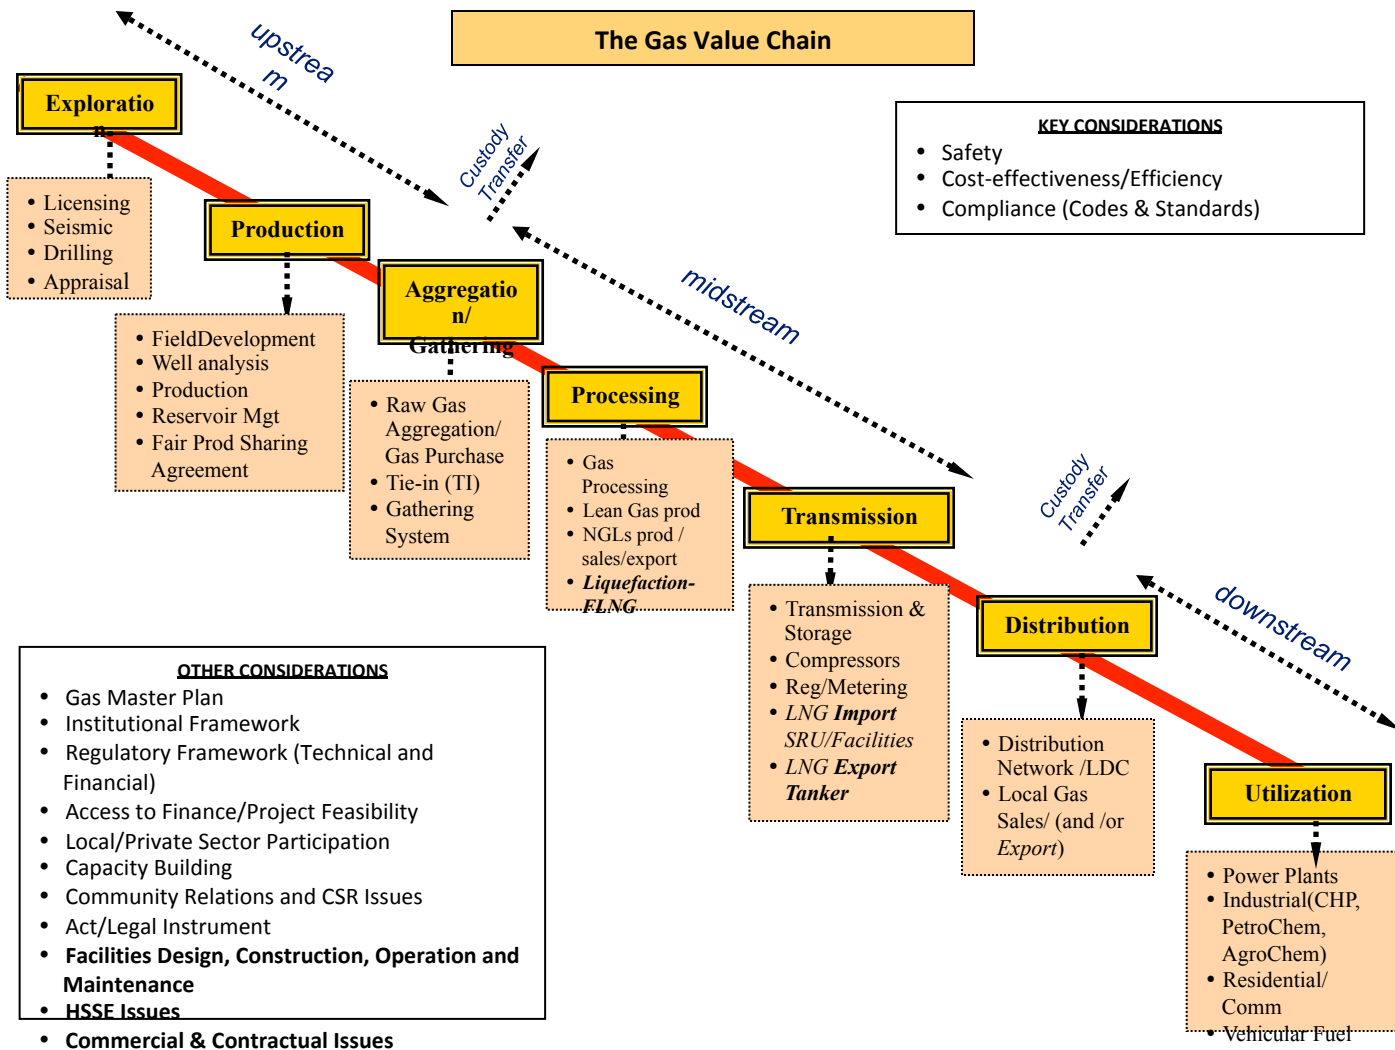 The Gas Value Chain
upstrea
m
Exploratio
n
• Licensing
• Seismic
• Drilling
• Appraisal
Custody
Transfer
KEY CONSIDERATIONS
• Safety
• Cost-effectiveness/Efficiency
• Compliance (Codes & Standards)
Production
• FieldDevelopment
• Well analysis
• Production
• Reservoir Mgt
• Fair Prod Sharing
Agreement
midstream
Aggregatio
n/
Gathering
• Raw Gas
Aggregation/
Gas Purchase
• Tie-in (TI)
• Gathering
System
Processing
• Gas
Processing
• Lean Gas prod
• NGLs prod /
sales/export
• Liquefaction-
FLNG
Transmission
• Transmission &
Storage
• Compressors
• Reg/Metering
• LNG Import
SRU/Facilities
• LNG Export
Tanker
Custody
Transfer
downstream
Distribution
• Distribution
Network /LDC
• Local Gas
Sales/ (and /or
Export)
Utilization
• Power Plants
• Industrial(CHP,
PetroChem,
AgroChem)
• Residential/
Comm
• Vehicular Fuel
OTHER CONSIDERATIONS
• Gas Master Plan
• Institutional Framework
• Regulatory Framework (Technical and
Financial)
• Access to Finance/Project Feasibility
• Local/Private Sector Participation
• Capacity Building
• Community Relations and CSR Issues
• Act/Legal Instrument
• Facilities Design, Construction, Operation and
Maintenance
• HSSE Issues
• Commercial & Contractual Issues